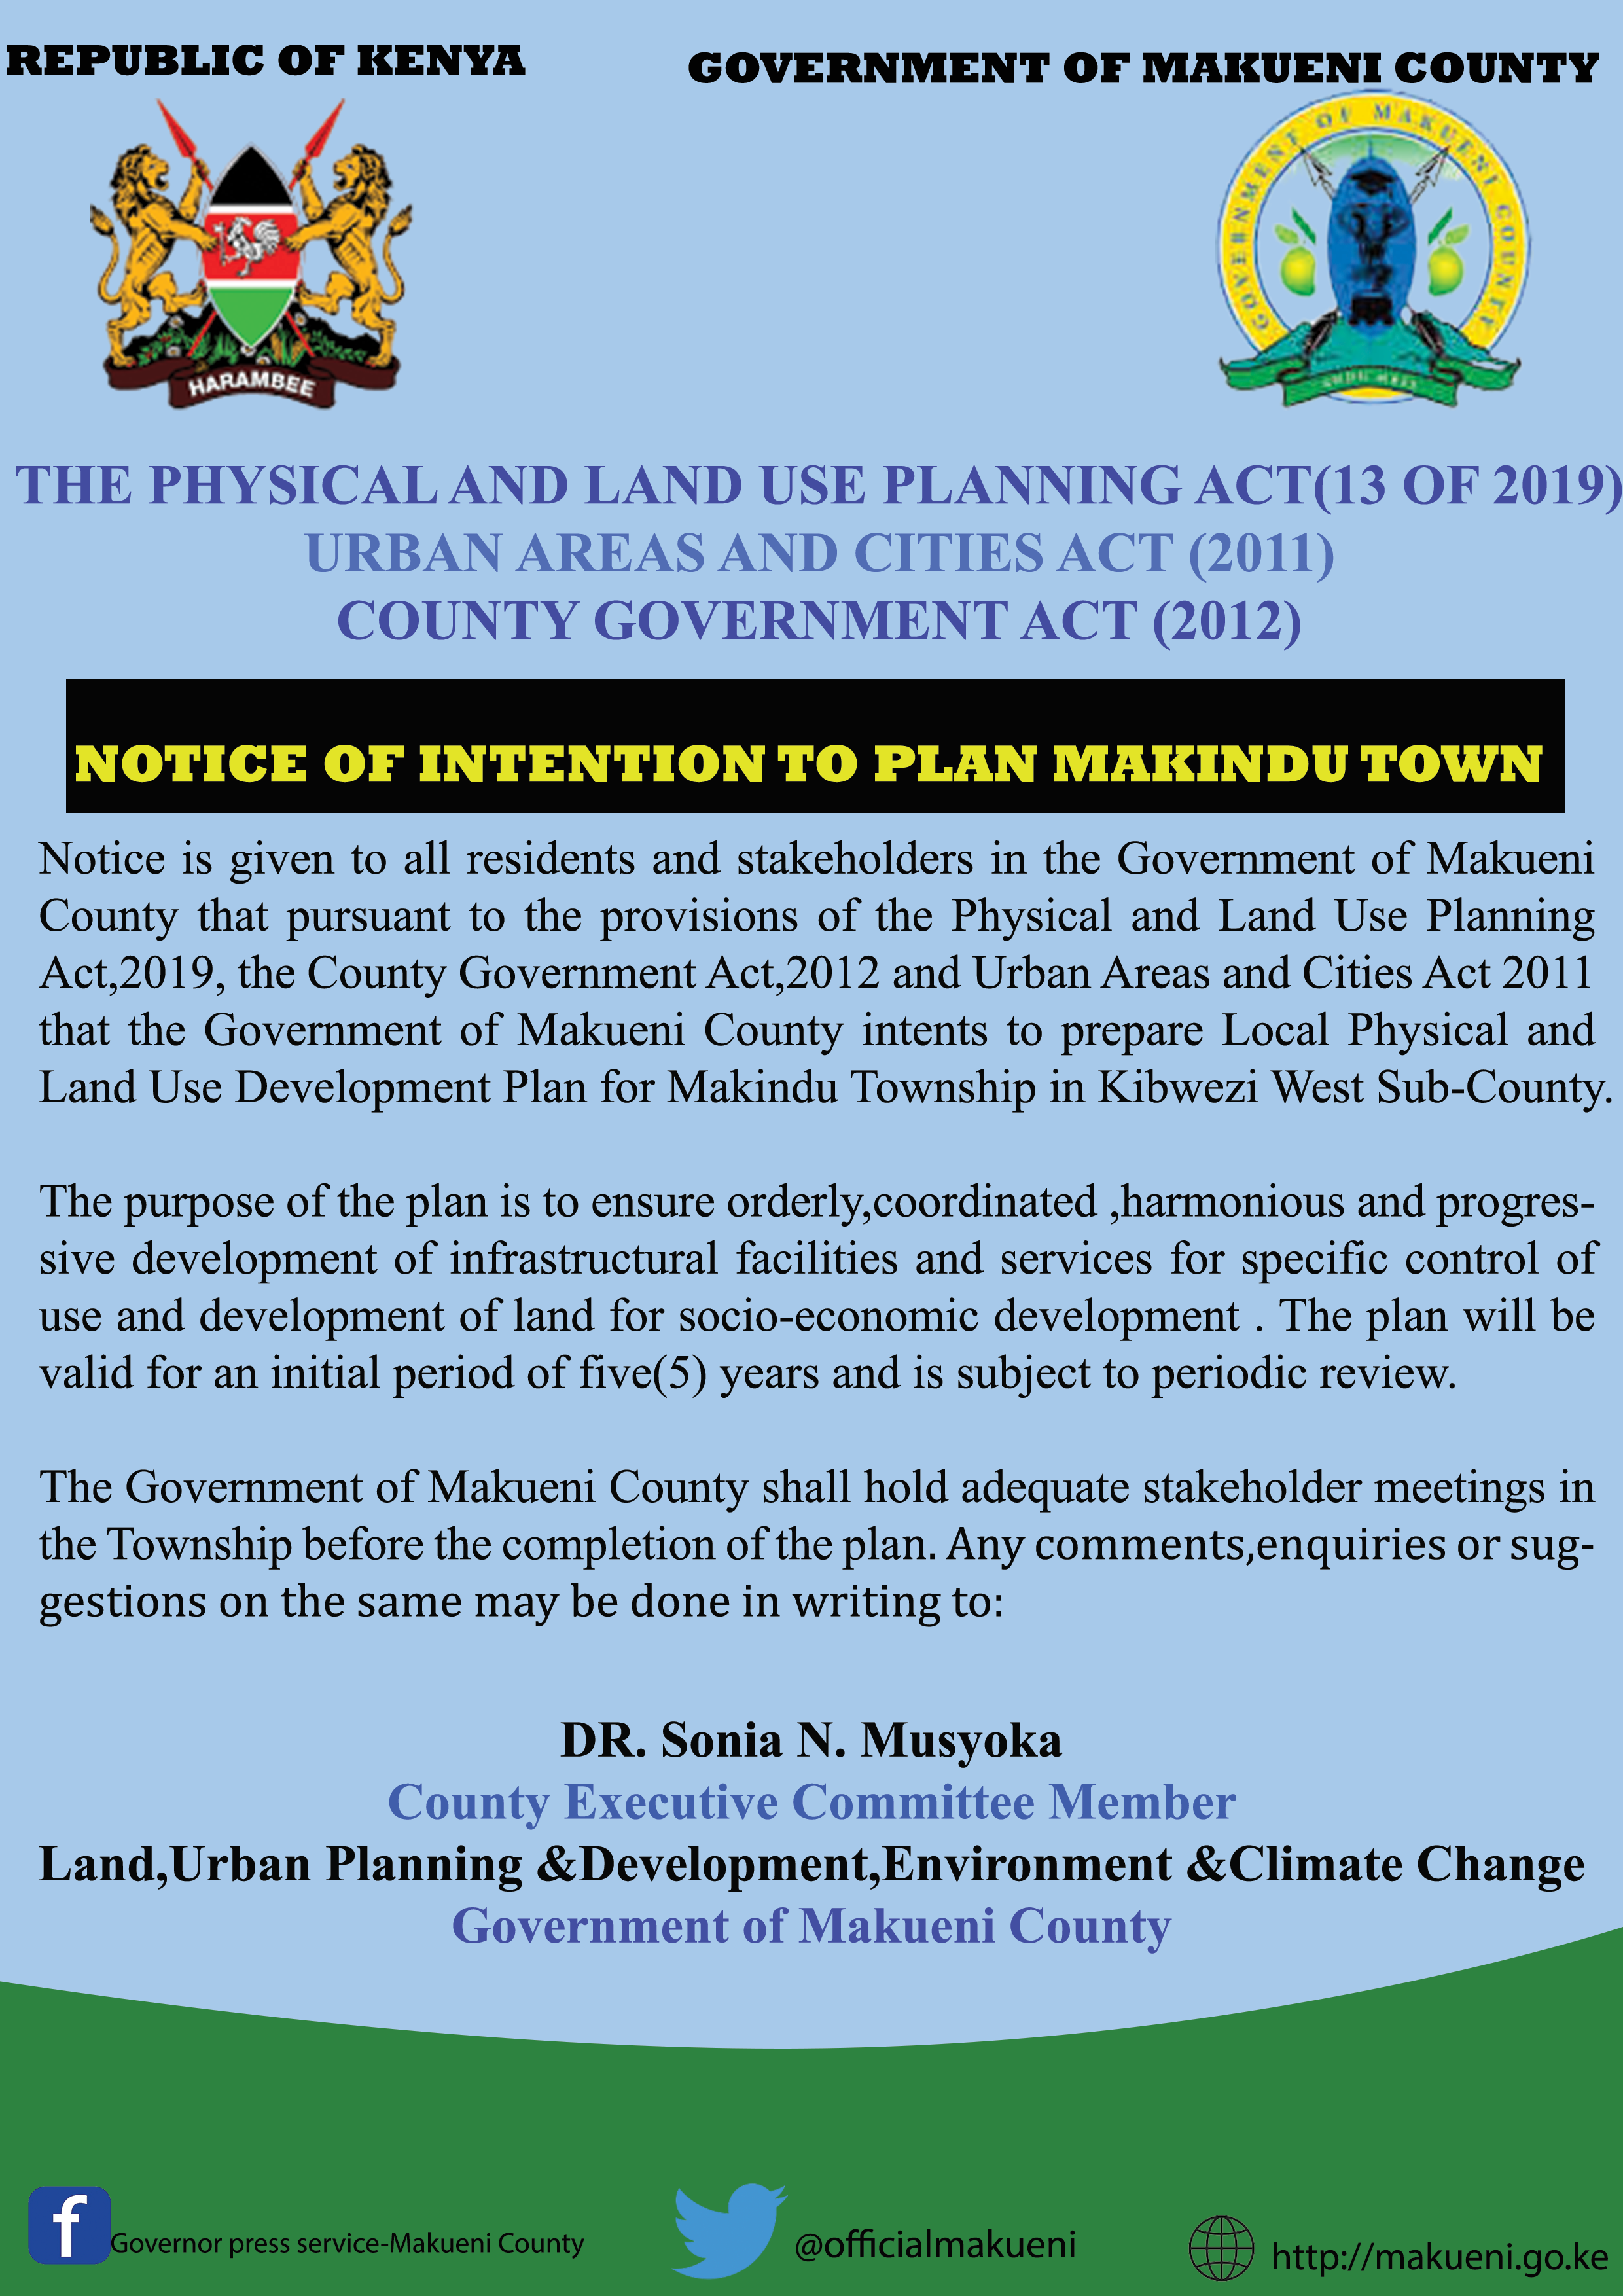 REPUBLIC OF KENYA
GOVERNMENT OF MAKUENI COUNTY
HARAMBEE
GOVERNMENT OF MAKUENI COUNTY
THE PHYSICAL AND LAND USE PLANNING ACT(13 OF 2019)
URBAN AREAS AND CITIES ACT (2011)
COUNTY GOVERNMENT ACT (2012)
NOTICE OF INTENTION TO PLAN MAKINDU TOWN
Notice is given to all residents and stakeholders in the Government of Makueni
County that pursuant to the provisions of the Physical and Land Use Planning
Act,2019, the County Government Act,2012 and Urban Areas and Cities Act 2011
that the Government of Makueni County intents to prepare Local Physical and
Land Use Development Plan for Makindu Township in Kibwezi West Sub-County.
The purpose of the plan is to ensure orderly,coordinated ,harmonious and progres-
sive development of infrastructural facilities and services for specific control of
use and development of land for socio-economic development . The plan will be
valid for an initial period of five(5) years and is subject to periodic review.
The Government of Makueni County shall hold adequate stakeholder meetings in
the Township before the completion of the plan. Any comments,enquiries or sug-
gestions on the same may be done in writing to:
DR. Sonia N. Musyoka
County Executive Committee Member
Land,Urban Planning &Development,Environment &Climate Change
Government of Makueni County
Governor press service-Makueni County
@officialmakueni
http://makueni.go.ke